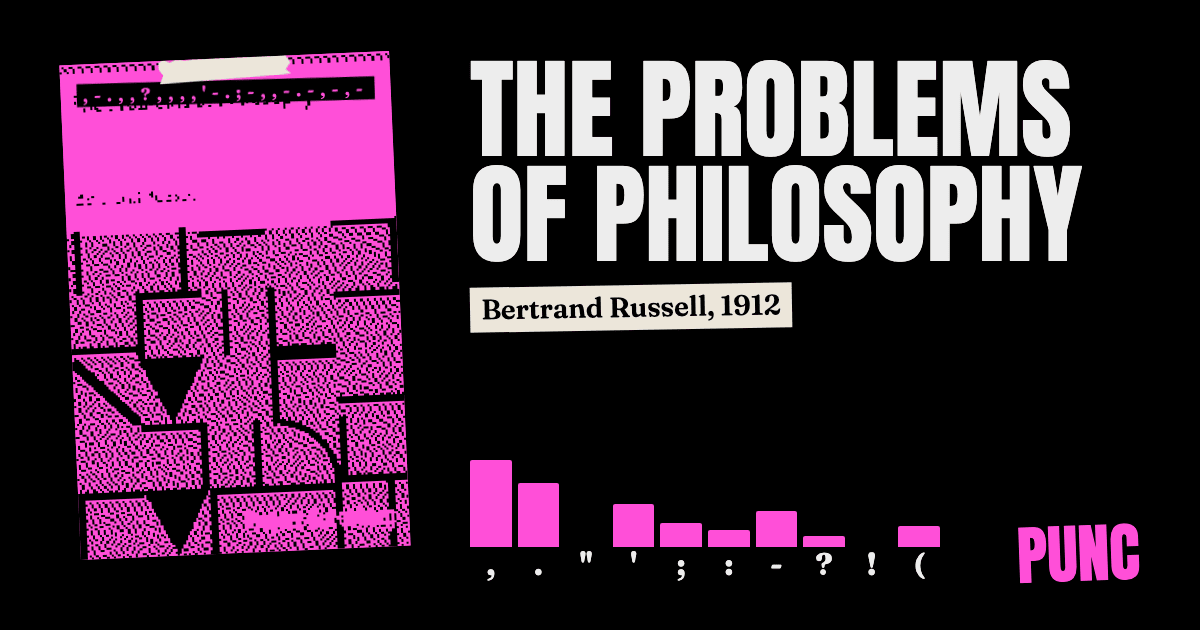 , - . , , ? , , , , ' - . ; - , , - . - , - , -
THE PROBLEMS
OF PHILOSOPHY
Bertrand Russell, 1912
, . " ' ; : - ? ! (
PUNC